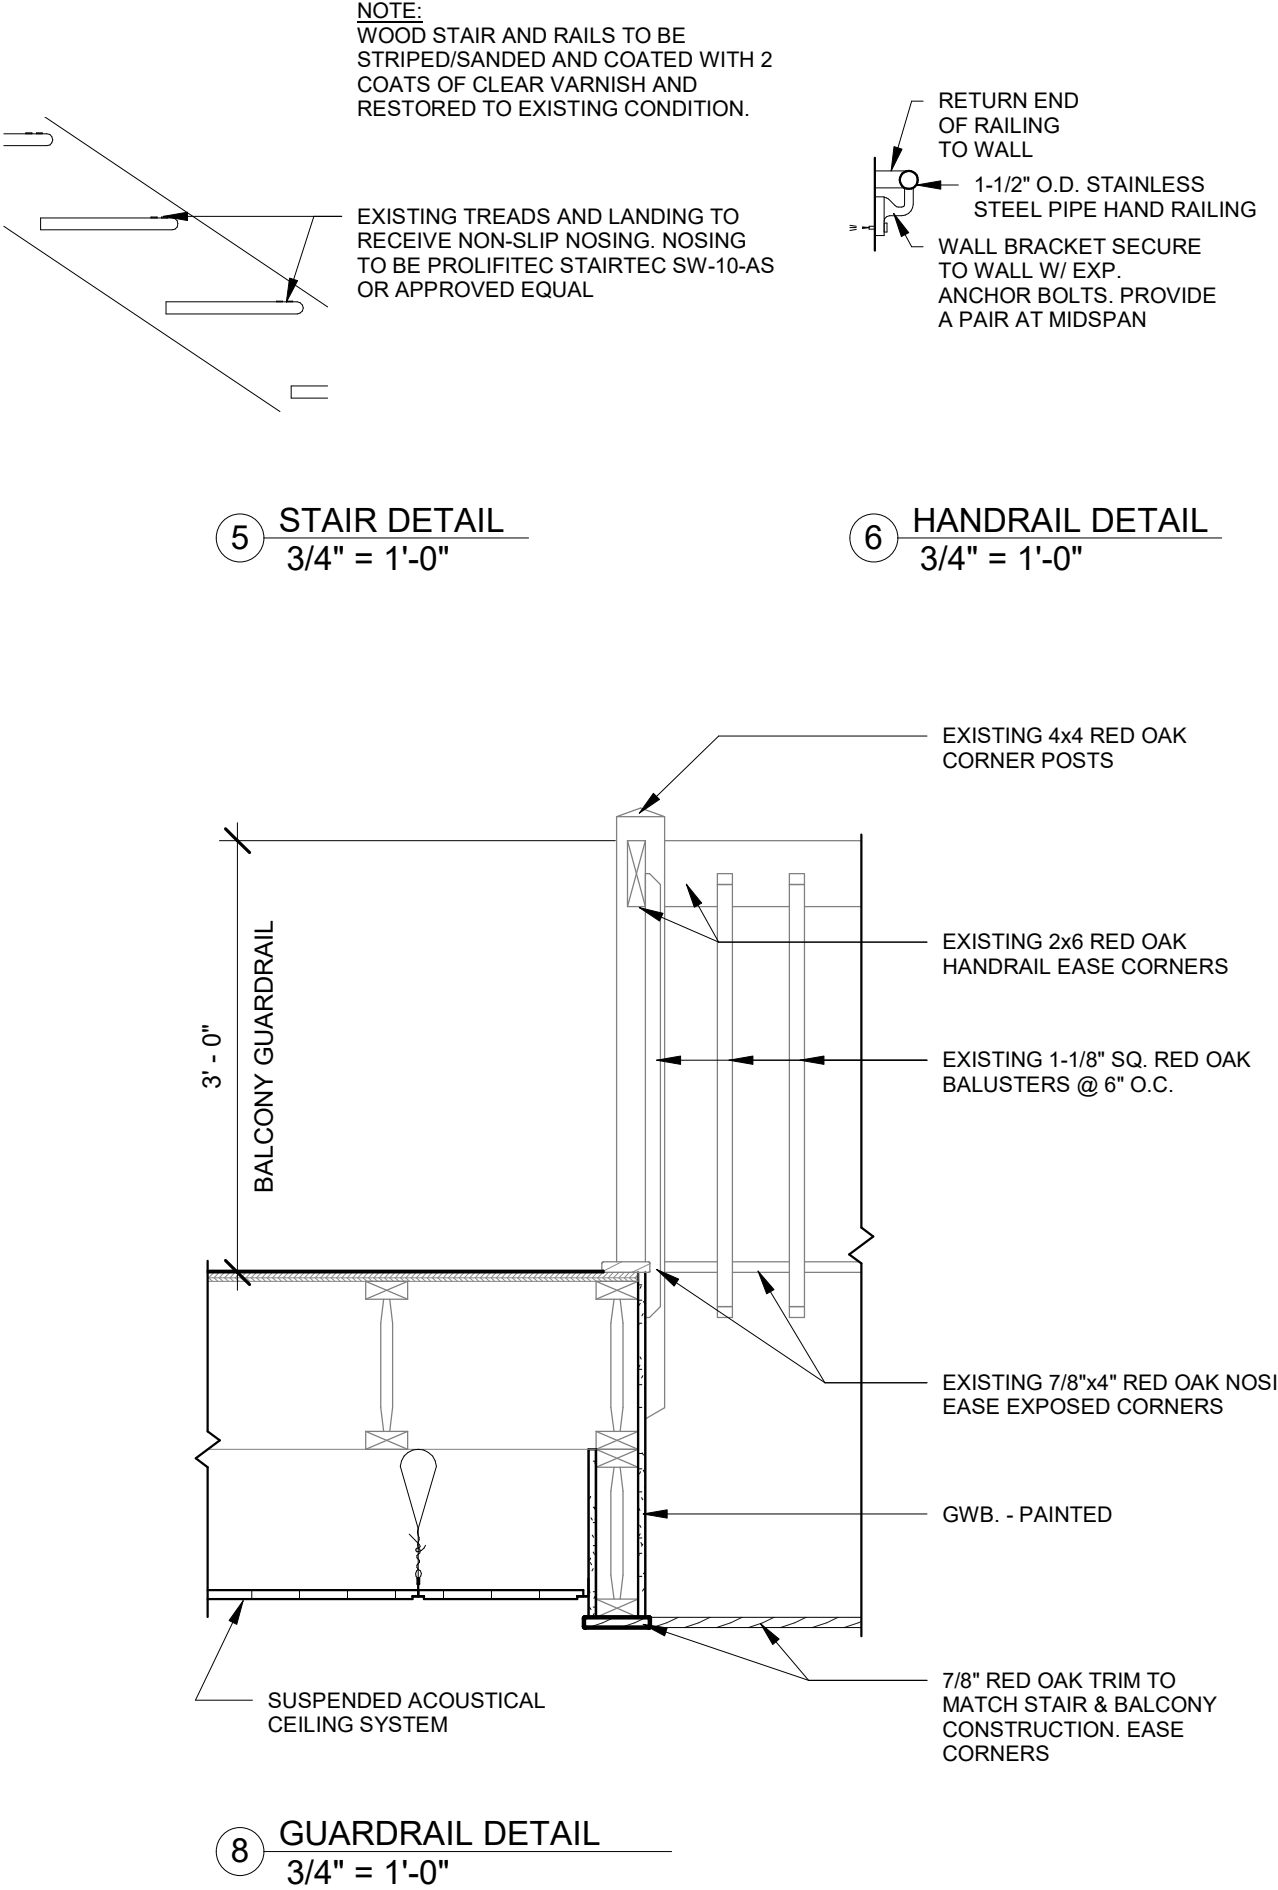 NOTE:
WOOD STAIR AND RAILS TO BE
STRIPED/SANDED AND COATED WITH 2
COATS OF CLEAR VARNISH AND
RESTORED TO EXISTING CONDITION.
EXISTING TREADS AND LANDING TO
RECEIVE NON-SLIP NOSING. NOSING
TO BE PROLIFITEC STAIRTEC SW-10-AS
OR APPROVED EQUAL
5
STAIR DETAIL
3/4" = 1'-0"
RETURN END
OF RAILING
TO WALL
1-1/2" O.D. STAINLESS
STEEL PIPE HAND RAILING
WALL BRACKET SECURE
TO WALL W/ EXP.
ANCHOR BOLTS. PROVIDE
A PAIR AT MIDSPAN
6
HANDRAIL DETAIL
3/4" = 1'-0"
EXISTING 4x4 RED OAK
CORNER POSTS
3' - 0"
BALCONY GUARDRAIL
EXISTING 2x6 RED OAK
HANDRAIL EASE CORNERS
EXISTING 1-1/8" SQ. RED OAK
BALUSTERS @ 6" O.C.
EXISTING 7/8"x4" RED OAK NOSI
EASE EXPOSED CORNERS
GWB. - PAINTED
7/8" RED OAK TRIM TO
MATCH STAIR & BALCONY
CONSTRUCTION. EASE
CORNERS
SUSPENDED ACOUSTICAL
CEILING SYSTEM
8
GUARDRAIL DETAIL
3/4" = 1'-0"